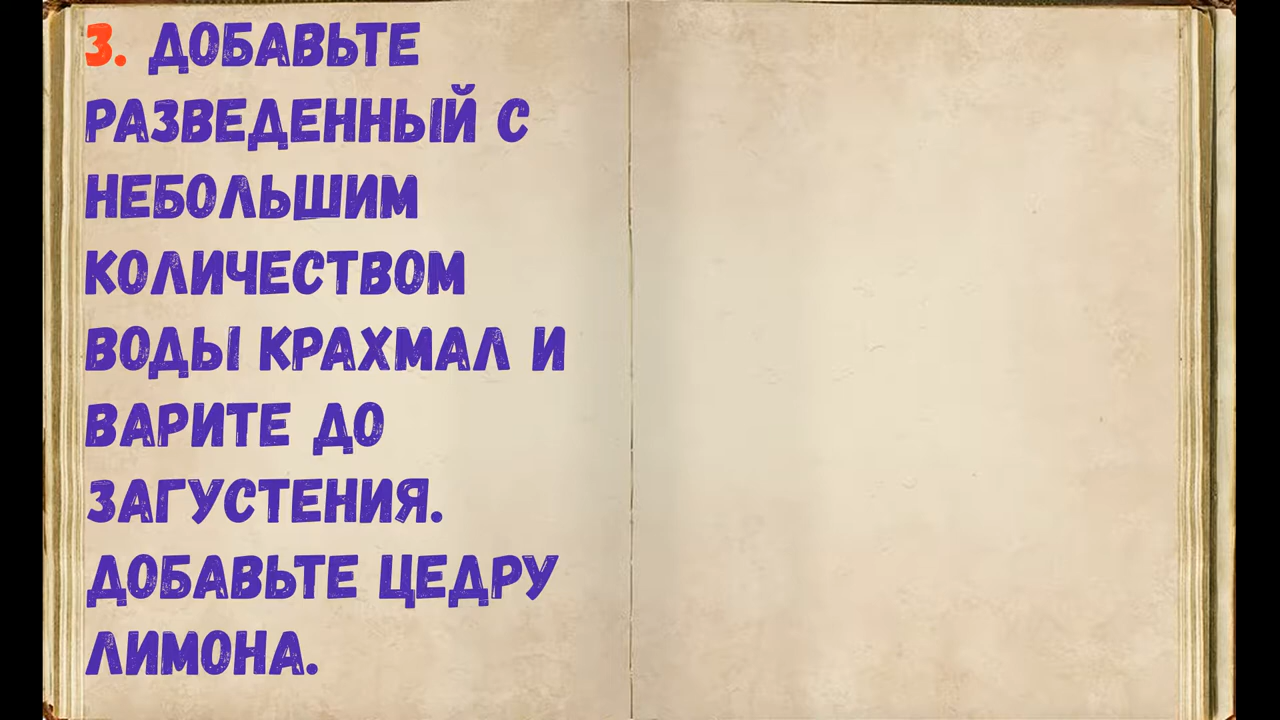 3. ДОБАВЬТЕ
РАЗВЕДЕННЫЙ С
НЕБОЛЬШИМ
КОЛИЧЕСТВОМ
ВОДЫ КРАХМАЛ И
ВАРИТЕ ДО
ЗАГУСТЕНИЯ.
ДОБАВЬТЕ ЦЕДРУ
ЛИМОНА.